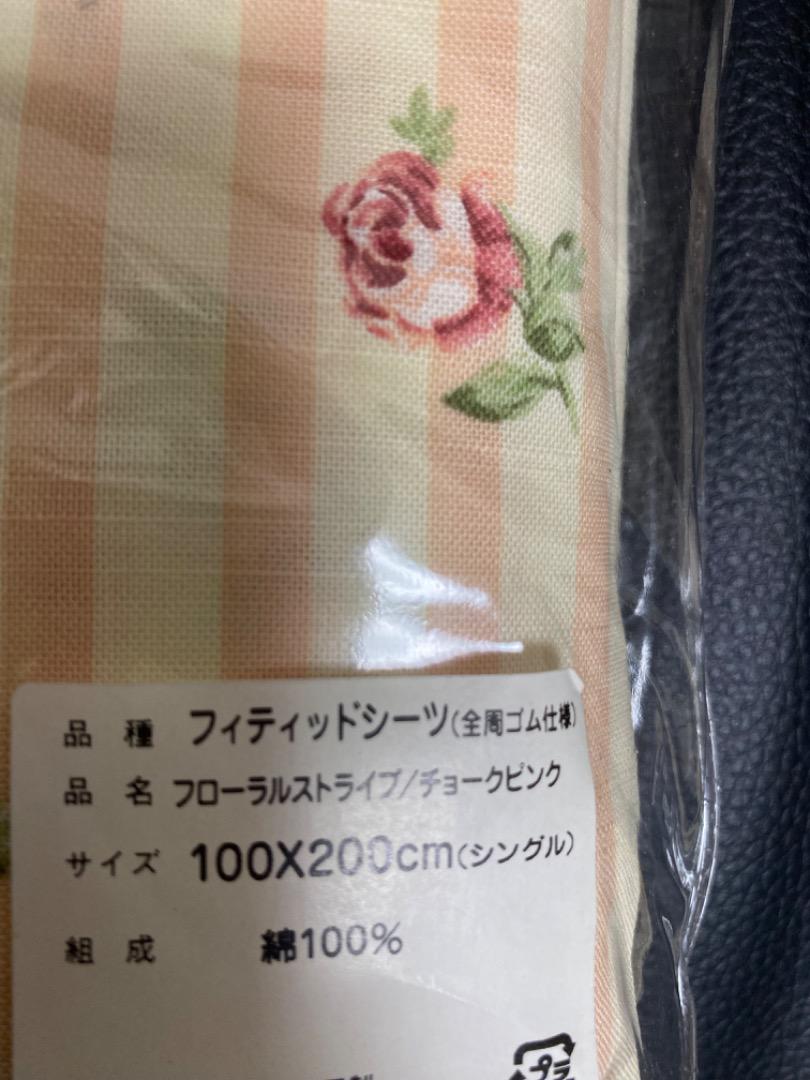 品 種 フィティッドシーツ(全周ゴム仕様)
品 名 フローラルストライプ/チョークピンク
サイズ 100X200cm(シングル)
組 成 綿100%
プラ